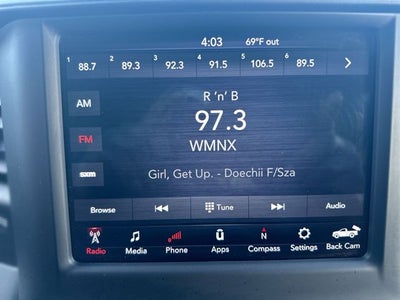 4:03 69°F out
1 88.7 2 89.3 3 92.3 4 91.5 5 106.5 6 89.5
AM
R 'n' B
FM
97.3
WMNX
sxm
Girl, Get Up. - Doechii F/Sza
Browse Tune Audio
Radio Media Phone Apps Compass Settings Back Cam
N